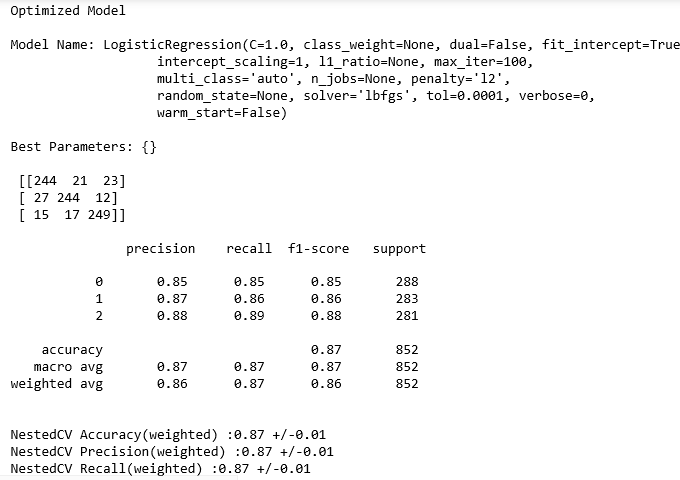 Optimized Model
Model Name: LogisticRegression(C=1.0, class_weight=None, dual=False, fit_intercept=True
intercept_scaling=1, l1_ratio=None, max_iter=100,
multi_class='auto', n_jobs=None, penalty='l2',
random_state=None, solver='lbfgs', tol=0.0001, verbose=0,
warm_start=False)
Best Parameters: {}
[[244 21 23]
[ 27 244 12]
[ 15 17 249]]
precision recall f1-score support
0 0.85 0.85 0.85 288
1 0.87 0.86 0.86 283
2 0.88 0.89 0.88 281
accuracy 0.87 852
macro avg 0.87 0.87 0.87 852
weighted avg 0.86 0.87 0.86 852
NestedCV Accuracy(weighted) :0.87 +/-0.01
NestedCV Precision(weighted) :0.87 +/-0.01
NestedCV Recall(weighted) :0.87 +/-0.01